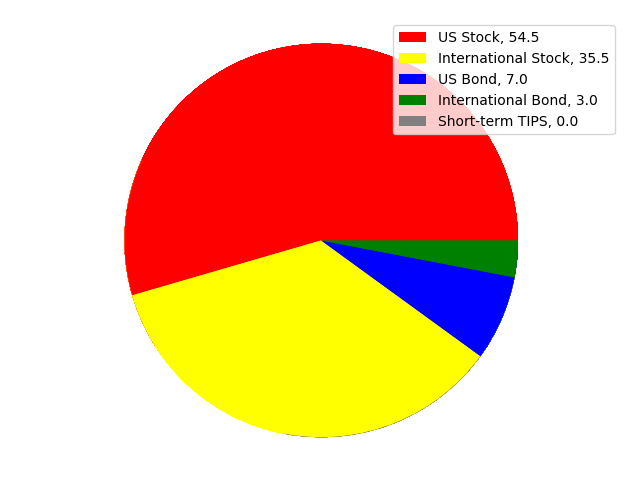 US Stock, 54.5
International Stock, 35.5
US Bond, 7.0
International Bond, 3.0
Short-term TIPS, 0.0